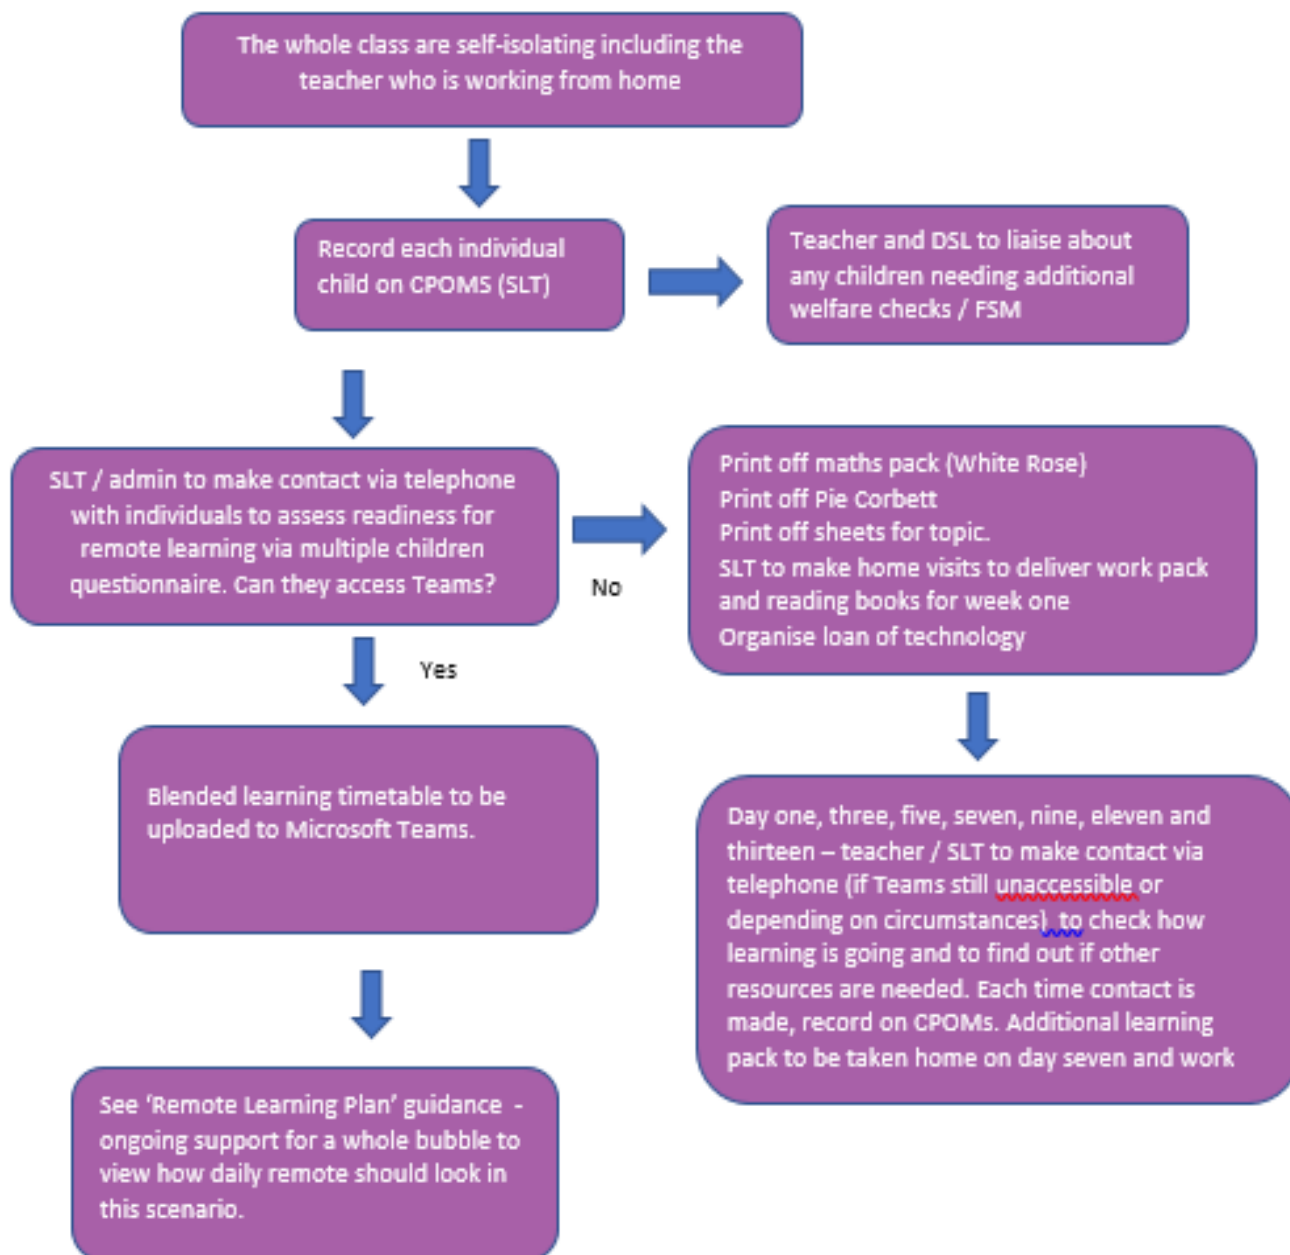 The whole class are self-isolating including the
teacher who is working from home
Record each individual
child on CPOMS (SLT)
Teacher and DSL to liaise about
any children needing additional
welfare checks / FSM
SLT / admin to make contact via telephone
with individuals to assess readiness for
remote learning via multiple children
questionnaire. Can they access Teams?
No
Print off maths pack (White Rose)
Print off Pie Corbett
Print off sheets for topic.
SLT to make home visits to deliver work pack
and reading books for week one
Organise loan of technology
Yes
Blended learning timetable to be
uploaded to Microsoft Teams.
Day one, three, five, seven, nine, eleven and
thirteen – teacher / SLT to make contact via
telephone (if Teams still unaccessible or
depending on circumstances)  to check how
learning is going and to find out if other
resources are needed. Each time contact is
made, record on CPOMs. Additional learning
pack to be taken home on day seven and work
See ‘Remote Learning Plan’ guidance  -
ongoing support for a whole bubble to
view how daily remote should look in
this scenario.